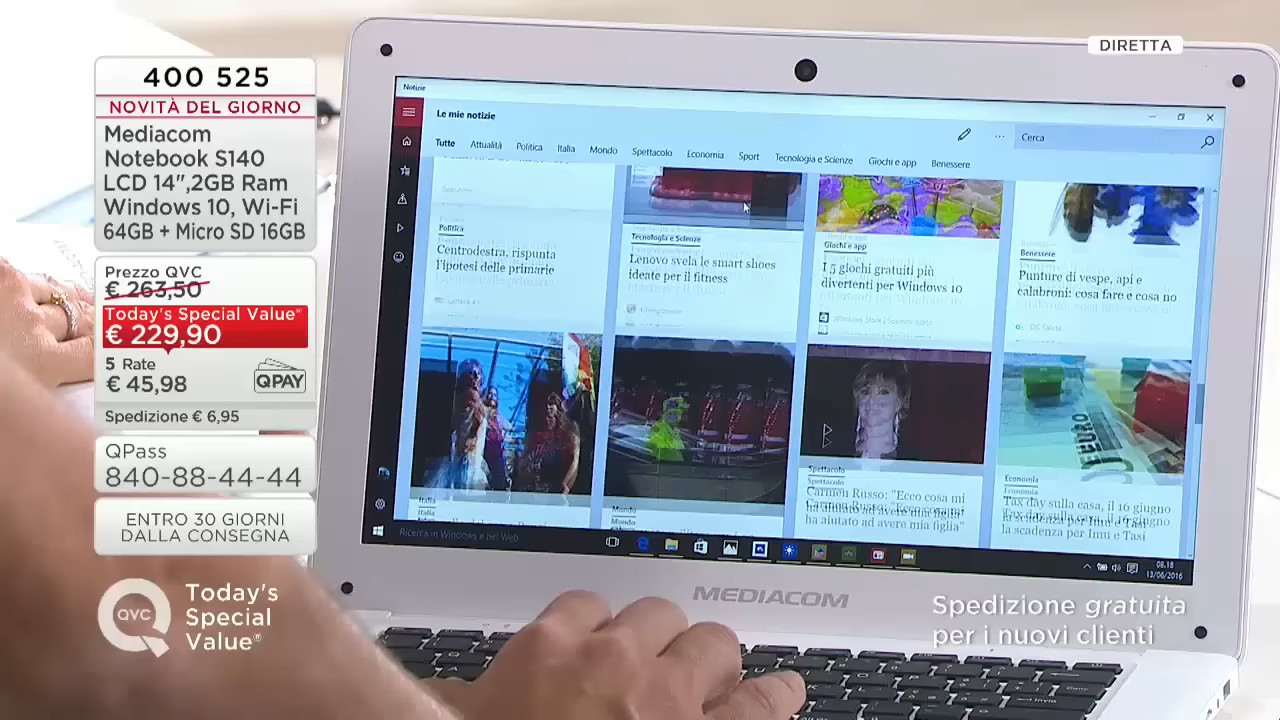 DIRETTA
400 525
NOVITÀ DEL GIORNO
Mediacom
Notebook S140
LCD 14",2GB Ram
Windows 10, Wi-Fi
64GB + Micro SD 16GB
Prezzo QVC
€ 263,50
Today's Special Value®
€ 229,90
5 Rate
€ 45,98
QPAY
Spedizione € 6,95
QPass
840-88-44-44
ENTRO 30 GIORNI
DALLA CONSEGNA
QVC
Today's
Special
Value®
Notizie
Le mie notizie
Cerca
Tutte Attualità Politica Italia Mondo Spettacolo Economia Sport Tecnologia e Scienze Giochi e app Benessere
Politica
Centrodestra, rispunta
l'ipotesi delle primarie
Tecnologia e Scienze
Lenovo svela le smart shoes
ideate per il fitness
Giochi e app
I 5 giochi gratuiti più
divertenti per Windows 10
Benessere
Punture di vespe, api e
calabroni: cosa fare e cosa no
Italia
Mondo
Spettacolo
Carmen Russo: "Ecco cosa mi
ha aiutato ad avere mia figlia"
Economia
Tax day sulla casa, il 16 giugno
la scadenza per Imu e Tasi
Ricerca in Windows e nel Web
08.18
13/06/2016
MEDIACOM
Spedizione gratuita
per i nuovi clienti